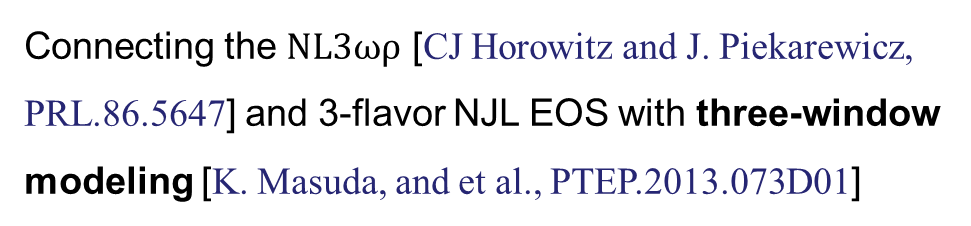 Connecting the NL3ωρ [CJ Horowitz and J. Piekarewicz,
PRL.86.5647] and 3-flavor NJL EOS with three-window
modeling [K. Masuda, and et al., PTEP.2013.073D01]